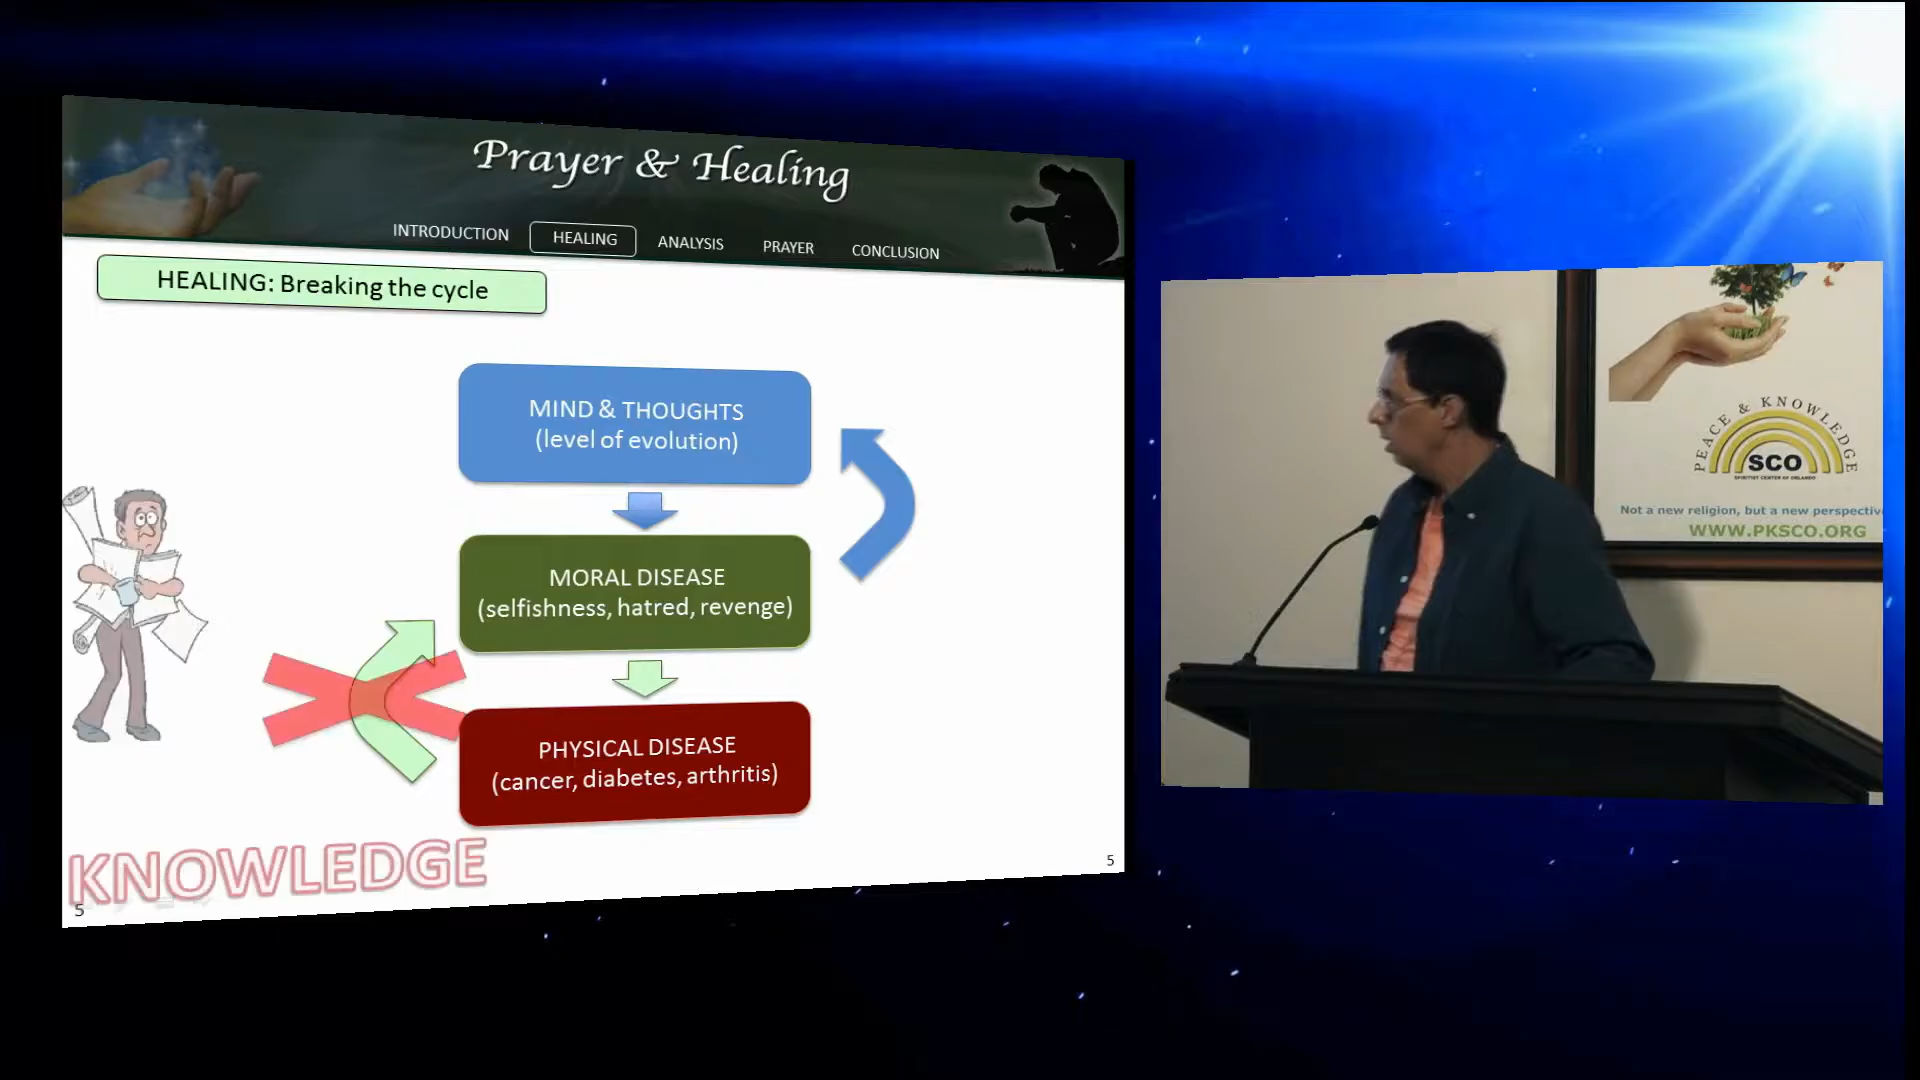 Prayer & Healing
INTRODUCTION
HEALING
ANALYSIS
PRAYER
CONCLUSION
HEALING: Breaking the cycle
MIND & THOUGHTS
(level of evolution)
MORAL DISEASE
(selfishness, hatred, revenge)
PHYSICAL DISEASE
(cancer, diabetes, arthritis)
KNOWLEDGE
5
5
PEACE & KNOWLEDGE
SCO
SPIRITIST CENTER OF ORLANDO
Not a new religion, but a new perspectiv
WWW.PKSCO.ORG